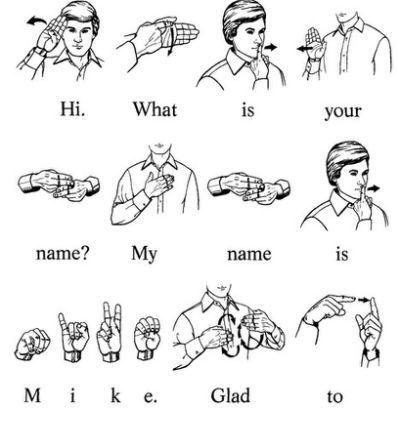 Hi. What is your
name? My name is
M i k e. Glad to